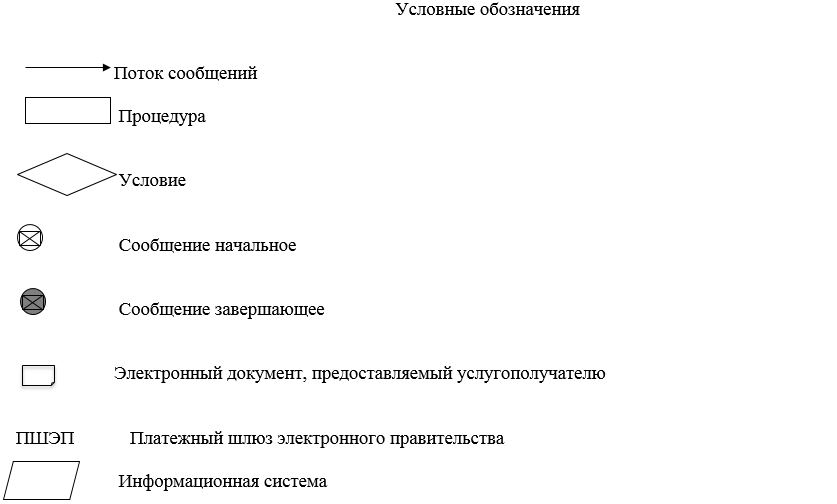 Условные обозначения
Поток сообщений
Процедура
Условие
Сообщение начальное
Сообщение завершающее
Электронный документ, предоставляемый услугополучателю
ПШЭП Платежный шлюз электронного правительства
Информационная система